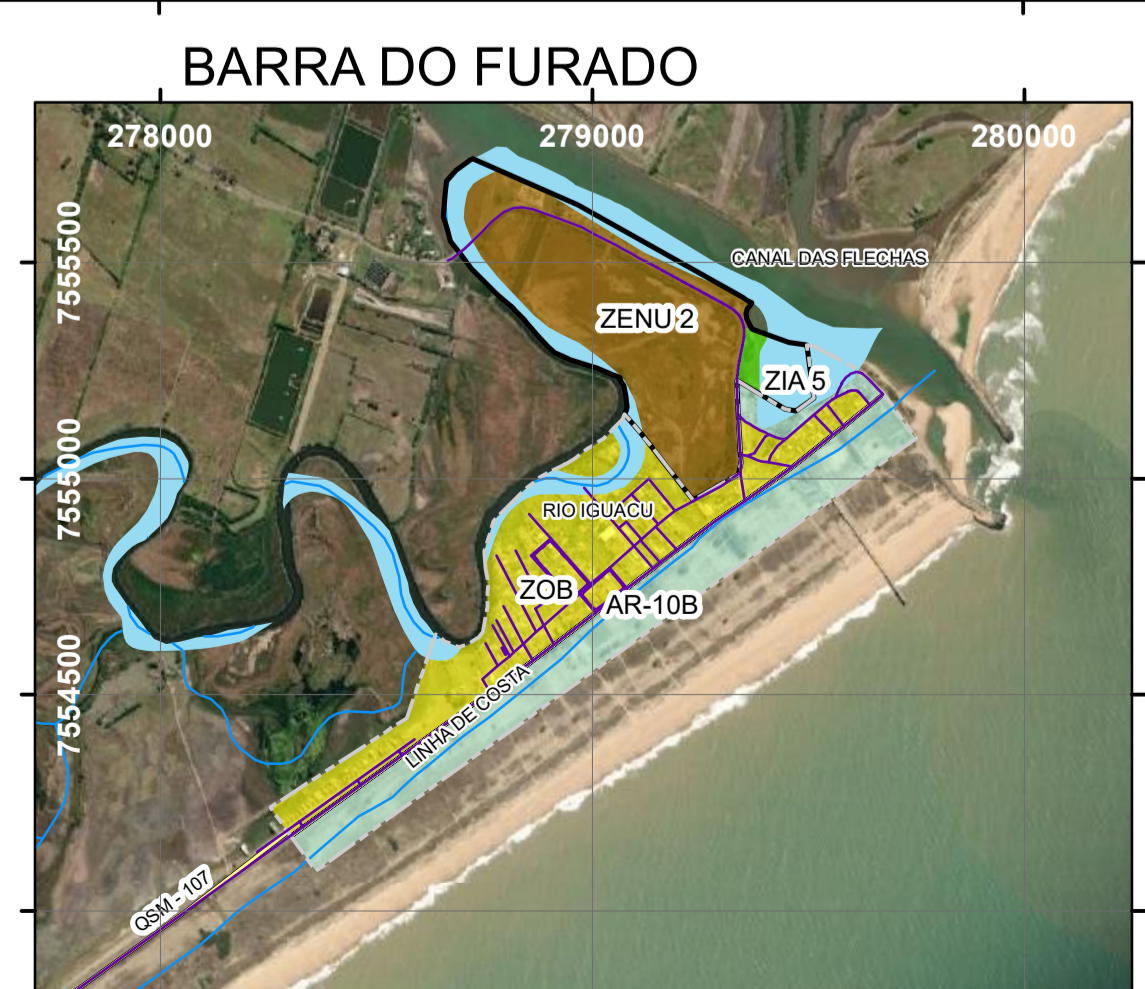 BARRA DO FURADO
278000
279000
280000
7555500
CANAL DAS FLECHAS
ZENU 2
ZIA 5
7555000
RIO IGUACU
ZOB
AR-10B
7554500
LINHA DE COSTA
QSM - 107